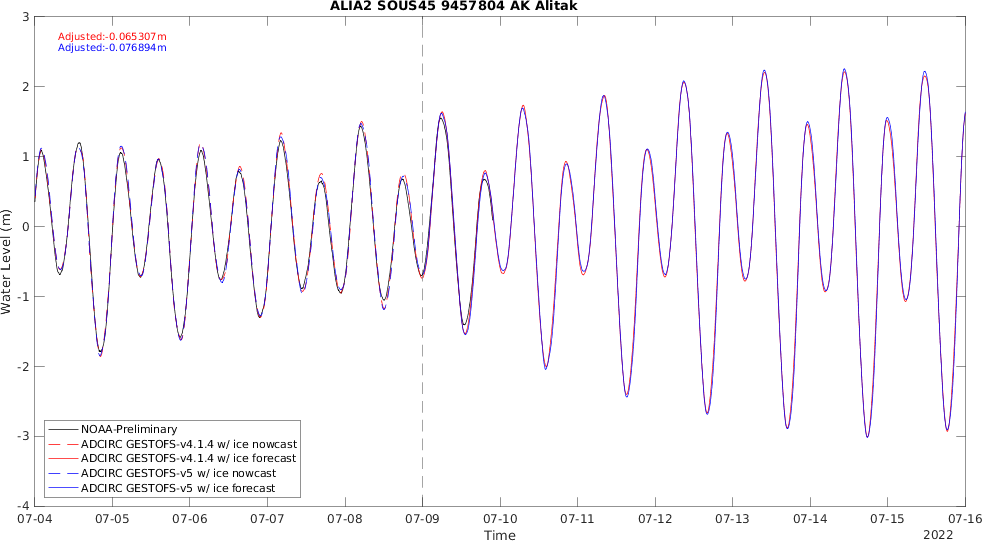 ALIA2 SOUS45 9457804 AK Alitak
Adjusted:-0.065307m
Adjusted:-0.076894m
Water Level (m)
3
2
1
0
-1
-2
-3
-4
NOAA-Preliminary
ADCIRC GESTOFS-v4.1.4 w/ ice nowcast
ADCIRC GESTOFS-v4.1.4 w/ ice forecast
ADCIRC GESTOFS-v5 w/ ice nowcast
ADCIRC GESTOFS-v5 w/ ice forecast
07-04 07-05 07-06 07-07 07-08 07-09 07-10 07-11 07-12 07-13 07-14 07-15 07-16
Time
2022